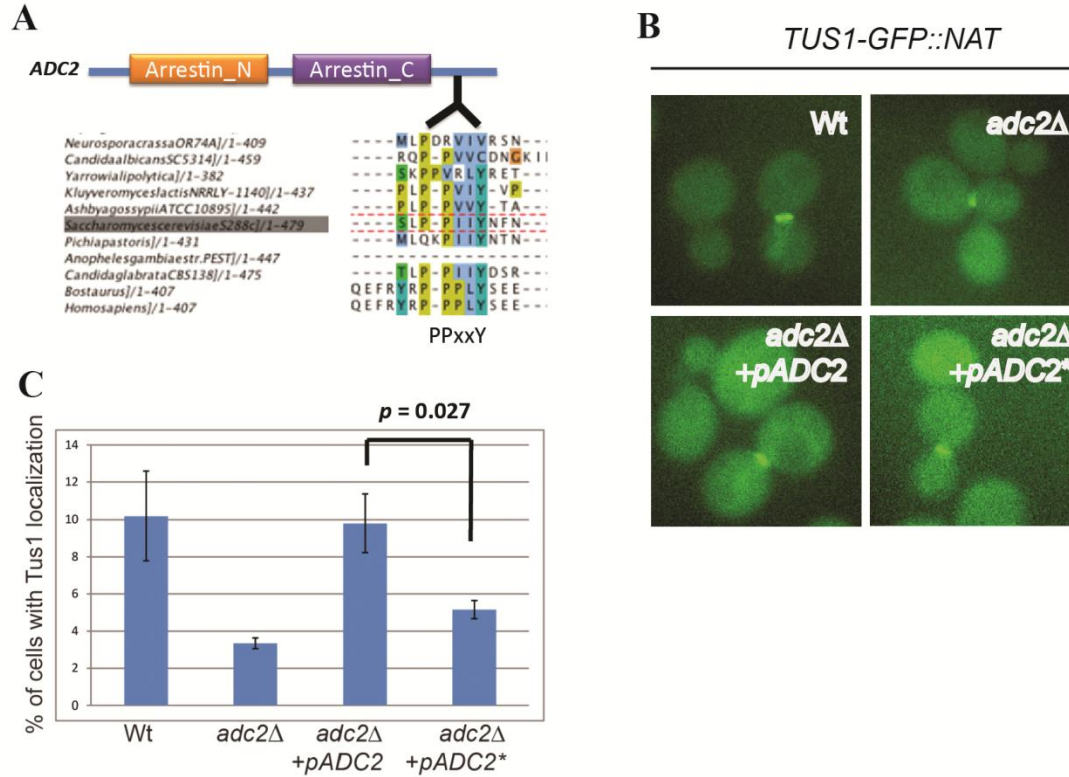 A
ADC2 Arrestin_N Arrestin_C
NeurosporacrassaOR74A]/1-409 - - - - M L P D R V I V R S N - - -
CandidaalbicansSC5314]/1-459 - - - - R Q P - P V V C D N G K I I
Yarrowialipolytica]/1-382 - - - - S K P P V R L Y R E T - - -
KluyveromyceslactisNRRLY-1140]/1-437 - - - - P L P - P V I Y - V P - - -
AshbyagossypiiATCC10895]/1-442 - - - - P L P - P V V Y - T A - - -
SaccharomycescerevisiaeS288c]/1-479 - - - - S L P - P I I Y N F N - - -
Pichiapastoris]/1-431 - - - - M L Q K P I I Y N T N - - -
Anophelesgambiaestr.PEST]/1-447 - - - - - - - - - - - - - - - - - -
CandidaglabrataCBS138]/1-475 - - - - T L P - P I I Y D S R - - -
Bostaurus]/1-407 Q E F R Y R P - P P L Y S E E - - -
Homosapiens]/1-407 Q E F R Y R P - P P L Y S E E - - -
PPxxY
B
TUS1-GFP::NAT
Wt
adc2Δ
adc2Δ
+pADC2
adc2Δ
+pADC2*
C
p = 0.027
% of cells with Tus1 localization
14
12
10
8
6
4
2
0
Wt adc2Δ adc2Δ adc2Δ
+pADC2 +pADC2*